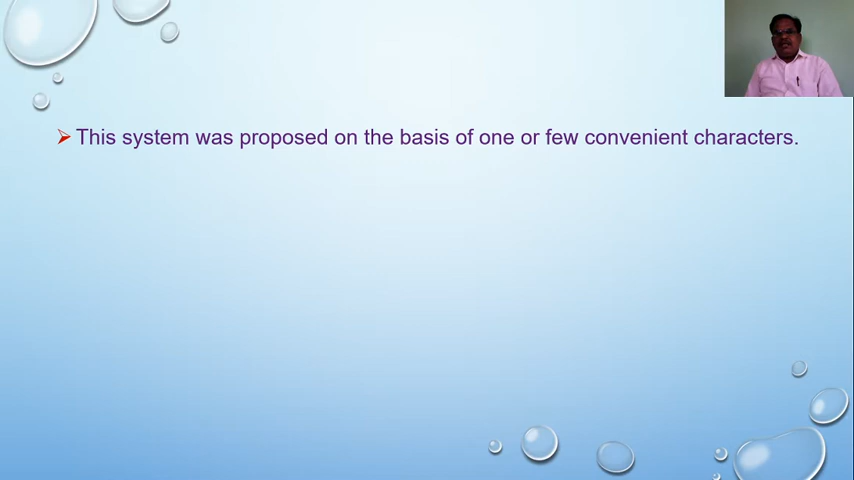 This system was proposed on the basis of one or few convenient characters.